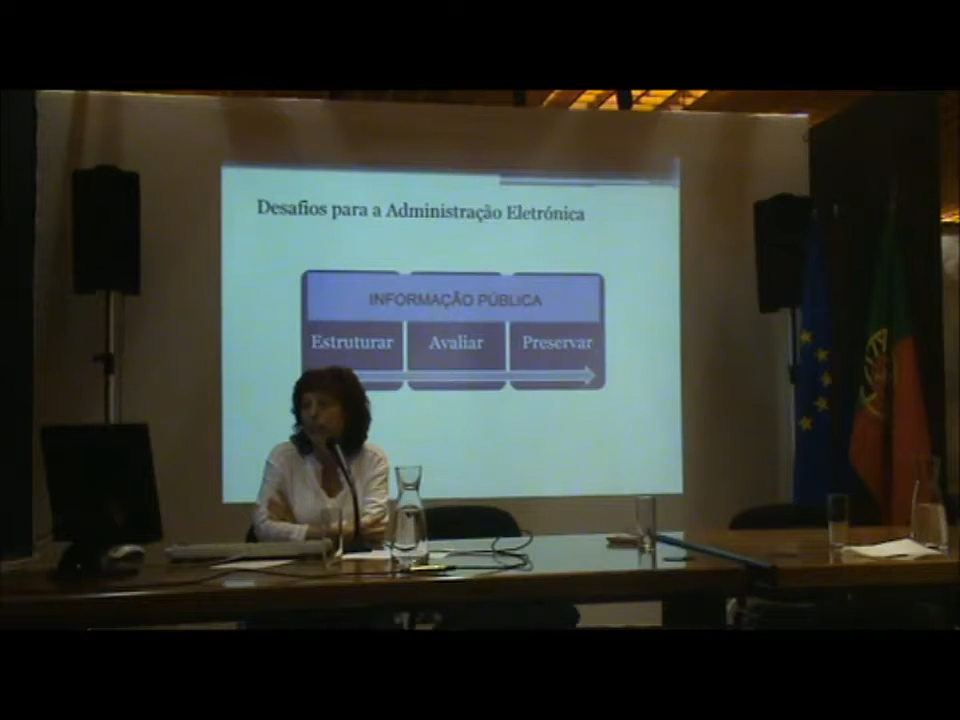 Desafios para a Administração Eletrónica
INFORMAÇÃO PÚBLICA
Estruturar Avaliar Preservar